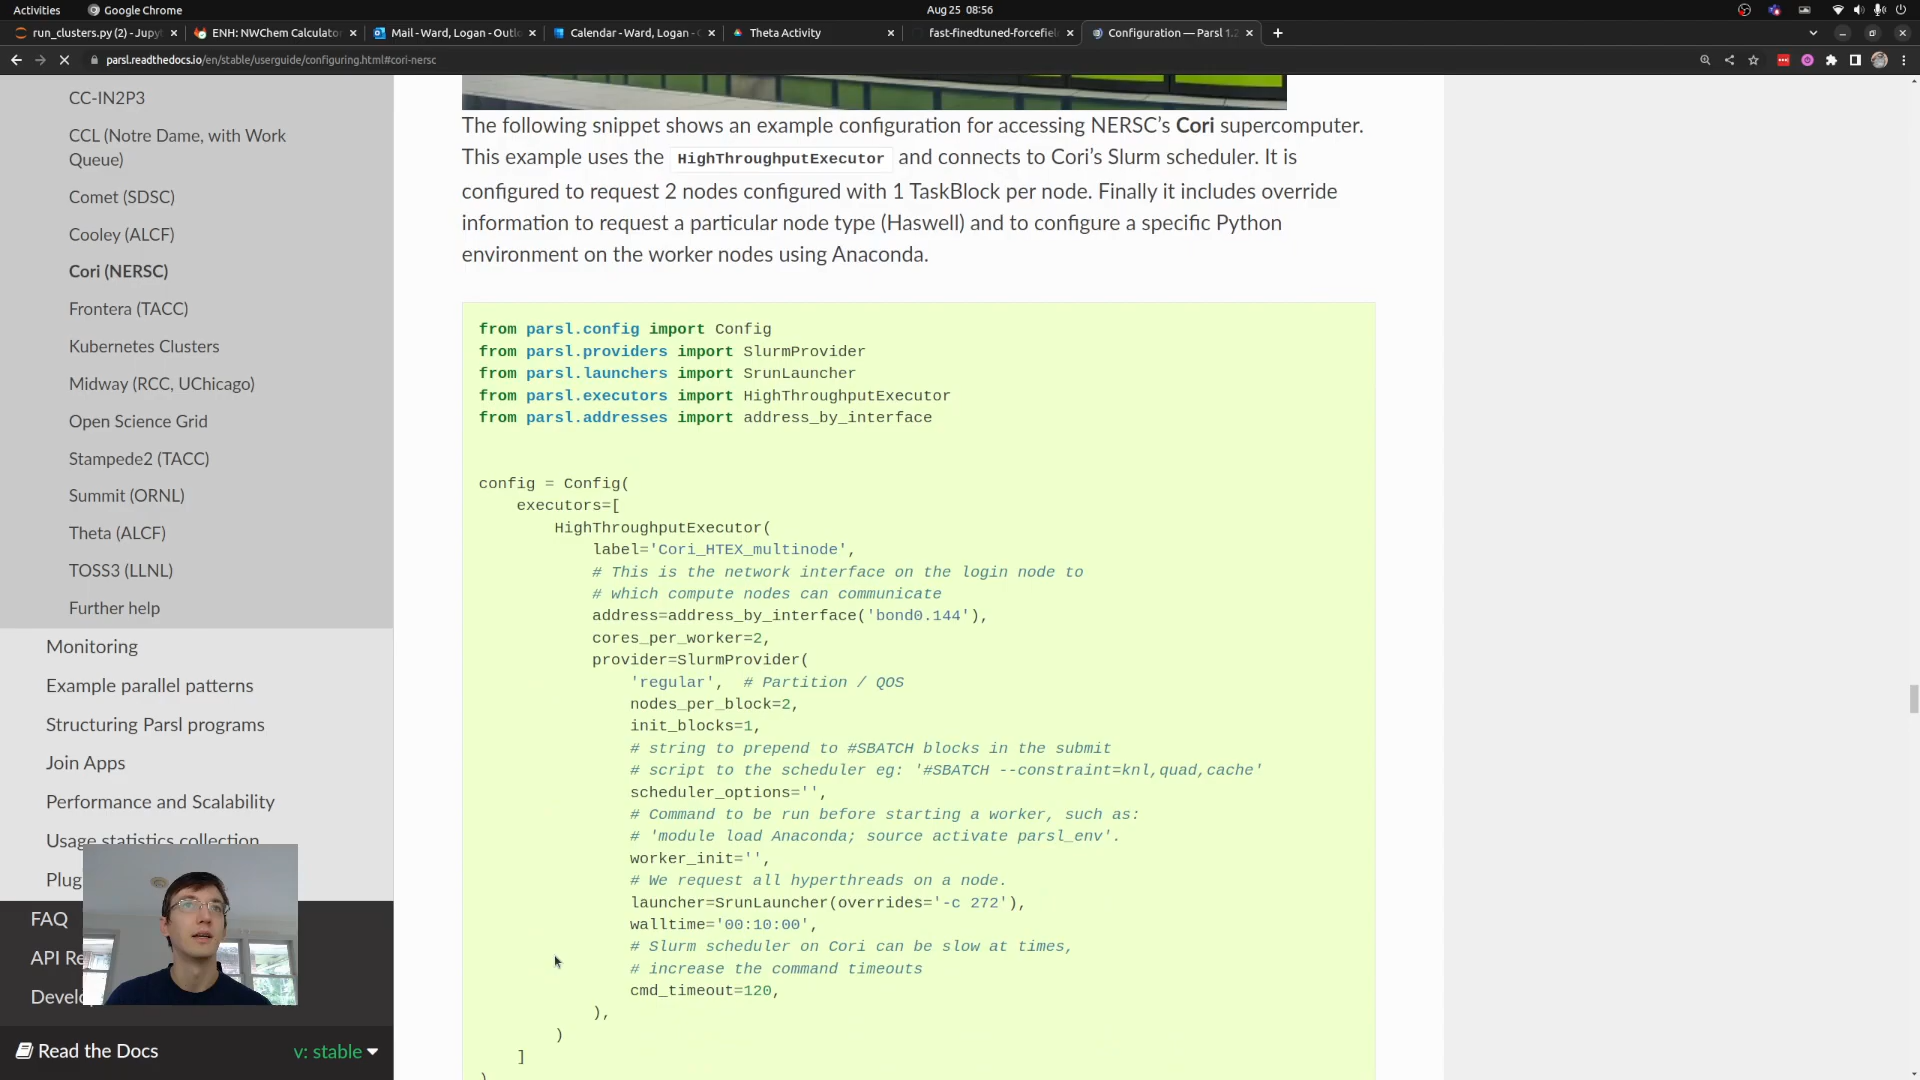 Activities
Google Chrome
Aug 25 08:56
run_clusters.py (2) - Jupyt
ENH: NWChem Calculator
Mail - Ward, Logan - Outlo
Calendar - Ward, Logan -
Theta Activity
fast-finedtuned-forcefiel
Configuration — Parsl 1.2
parsl.readthedocs.io/en/stable/userguide/configuring.html#cori-nersc
CC-IN2P3
CCL (Notre Dame, with Work
Queue)
Comet (SDSC)
Cooley (ALCF)
Cori (NERSC)
Frontera (TACC)
Kubernetes Clusters
Midway (RCC, UChicago)
Open Science Grid
Stampede2 (TACC)
Summit (ORNL)
Theta (ALCF)
TOSS3 (LLNL)
Further help
Monitoring
Example parallel patterns
Structuring Parsl programs
Join Apps
Performance and Scalability
Usage statistics collection
Plug
FAQ
API Re
Develo
Read the Docs
v: stable
The following snippet shows an example configuration for accessing NERSC’s Cori supercomputer.
This example uses the HighThroughputExecutor and connects to Cori’s Slurm scheduler. It is
configured to request 2 nodes configured with 1 TaskBlock per node. Finally it includes override
information to request a particular node type (Haswell) and to configure a specific Python
environment on the worker nodes using Anaconda.
from parsl.config import Config
from parsl.providers import SlurmProvider
from parsl.launchers import SrunLauncher
from parsl.executors import HighThroughputExecutor
from parsl.addresses import address_by_interface
config = Config(
executors=[
HighThroughputExecutor(
label='Cori_HTEX_multinode',
# This is the network interface on the login node to
# which compute nodes can communicate
address=address_by_interface('bond0.144'),
cores_per_worker=2,
provider=SlurmProvider(
'regular', # Partition / QOS
nodes_per_block=2,
init_blocks=1,
# string to prepend to #SBATCH blocks in the submit
# script to the scheduler eg: '#SBATCH --constraint=knl,quad,cache'
scheduler_options='',
# Command to be run before starting a worker, such as:
# 'module load Anaconda; source activate parsl_env'.
worker_init='',
# We request all hyperthreads on a node.
launcher=SrunLauncher(overrides='-c 272'),
walltime='00:10:00',
# Slurm scheduler on Cori can be slow at times,
# increase the command timeouts
cmd_timeout=120,
),
)
]
)